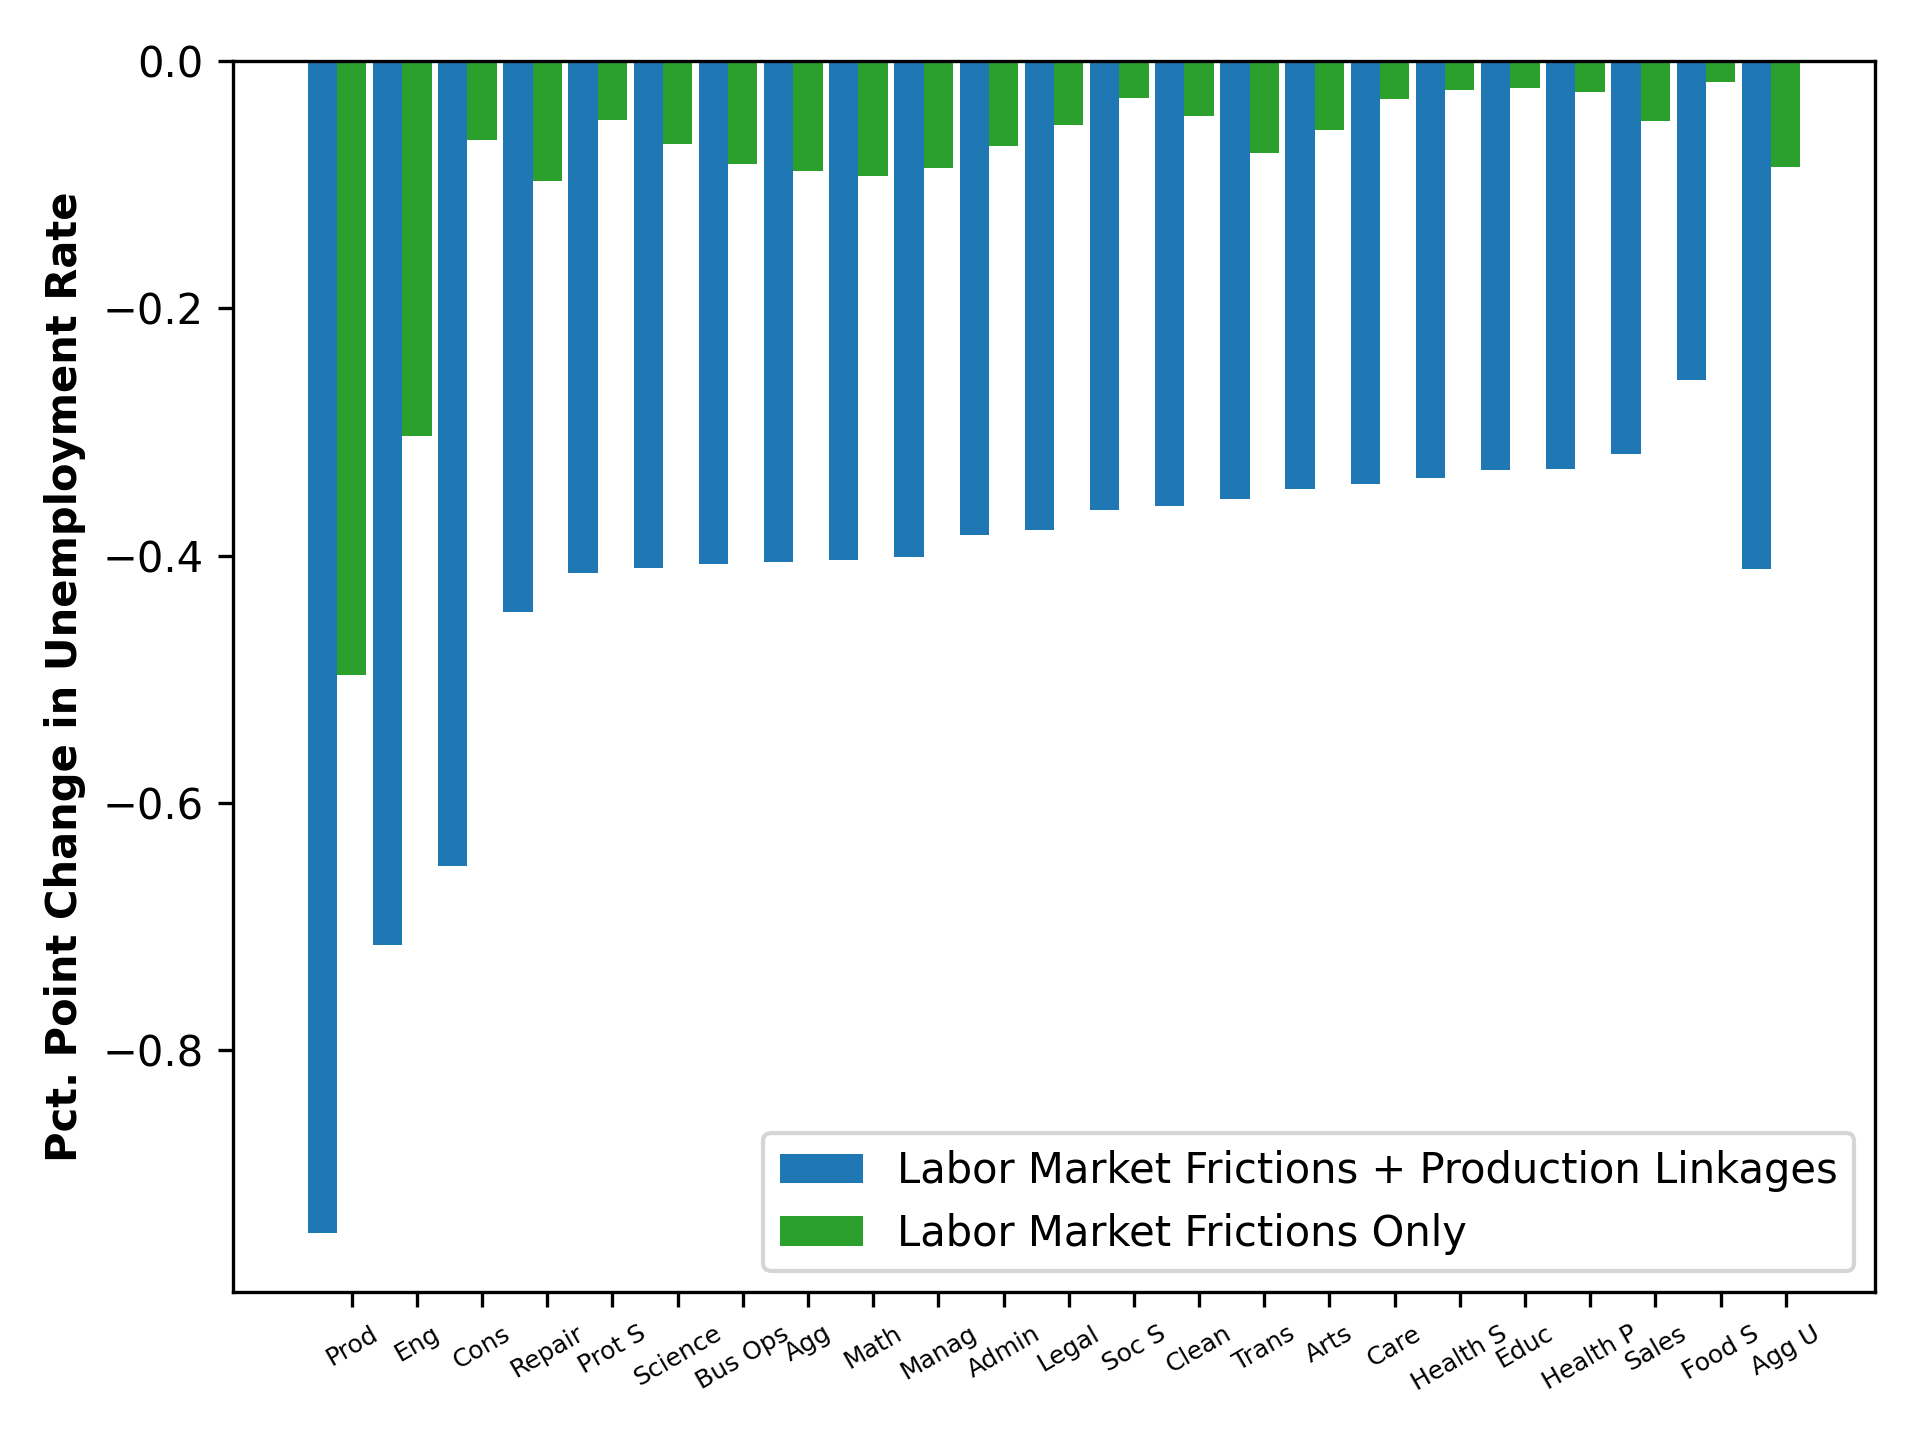 0.0
−0.2
−0.4
−0.6
−0.8
Pct. Point Change in Unemployment Rate
Labor Market Frictions + Production Linkages
Labor Market Frictions Only
Prod
Eng
Cons
Repair
Prot S
Science
Bus Ops
Agg
Math
Manag
Admin
Legal
Soc S
Clean
Trans
Arts
Care
Health S
Educ
Health P
Sales
Food S
Agg U